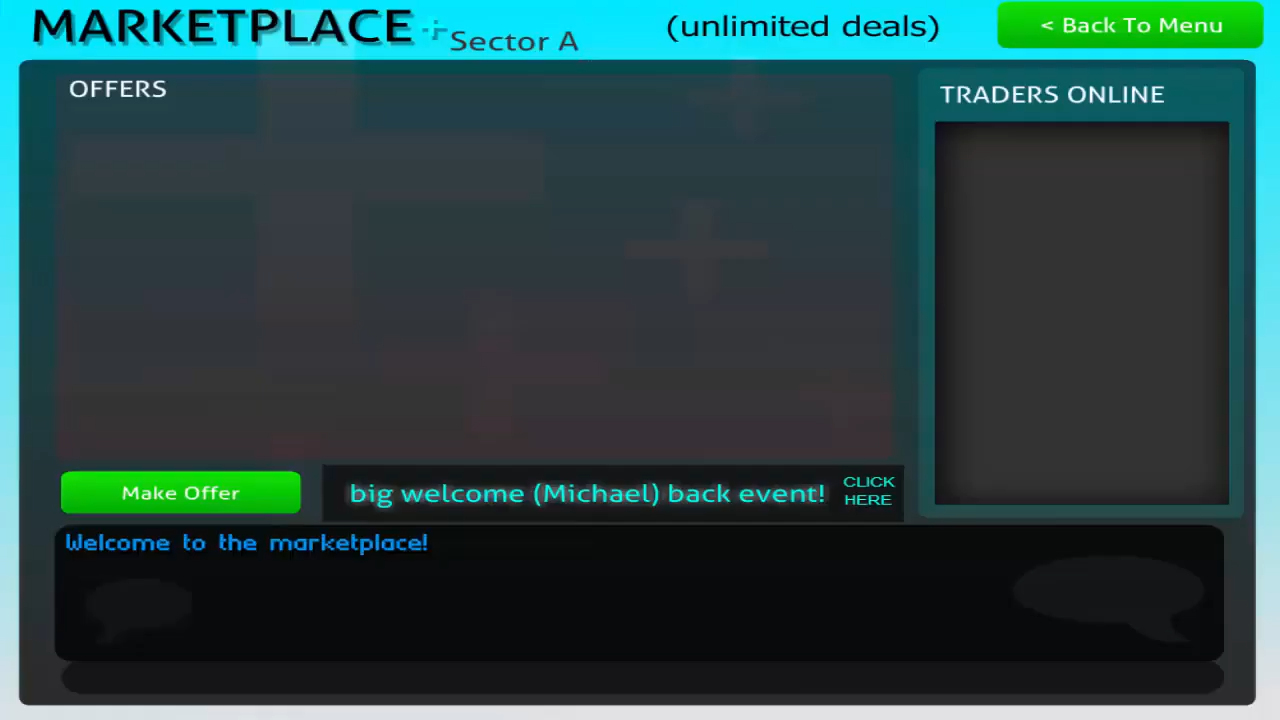 MARKETPLACE
Sector A
(unlimited deals)
< Back To Menu
OFFERS
TRADERS ONLINE
Make Offer
big welcome (Michael) back event!
CLICK
HERE
Welcome to the marketplace!